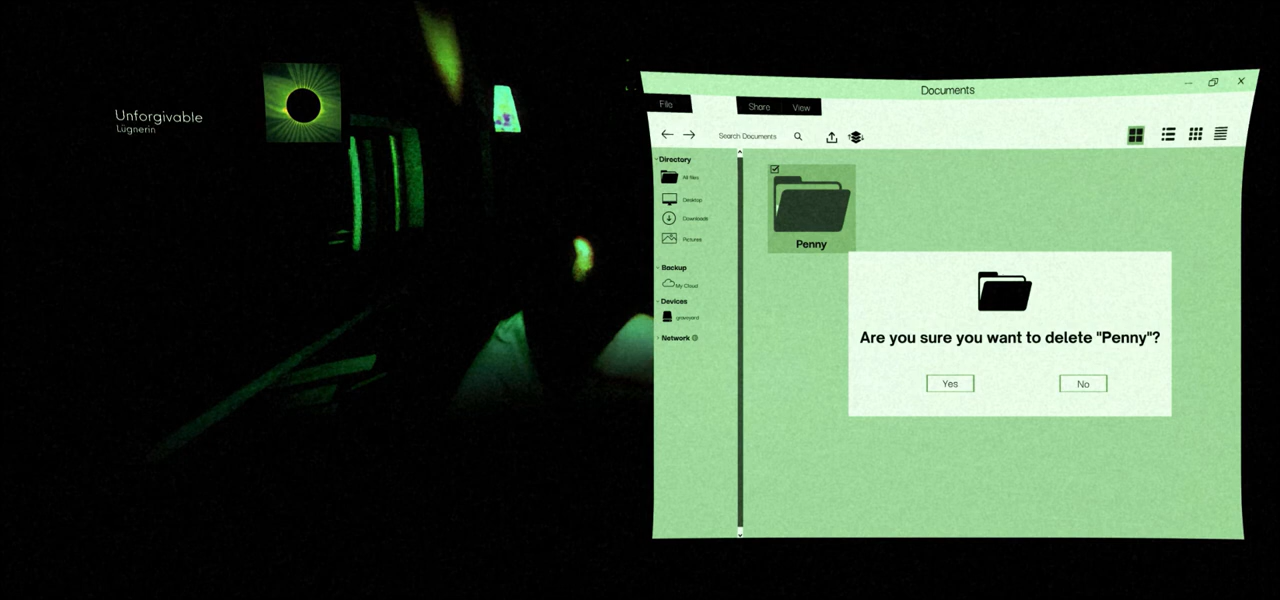 Unforgivable
Lügnerin
Documents
File
Share
View
Search Documents
Directory
All files
Desktop
Downloads
Pictures
Backup
My Cloud
Devices
graveyard
Network
Penny
Are you sure you want to delete "Penny"?
Yes
No